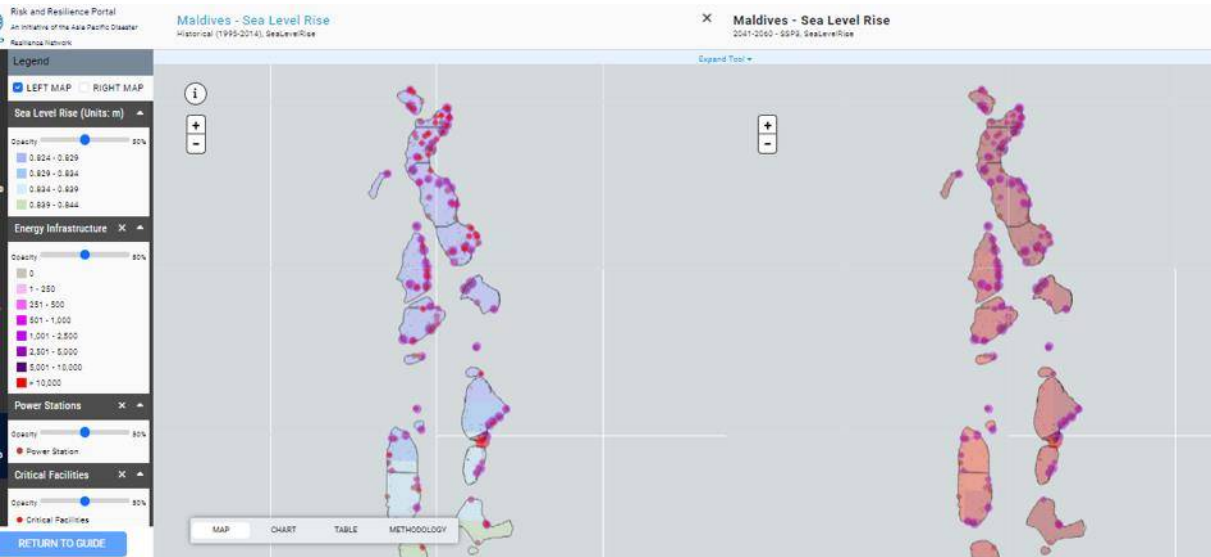 Risk and Resilience Portal
An Initiative of the Asia Pacific Disaster
Resilience Network
Maldives - Sea Level Rise
Historical (1995-2014), SeaLevelRise
× Maldives - Sea Level Rise
2041-2060 - SSP3, SeaLevelRise
Expand Tool
Legend
LEFT MAP RIGHT MAP
Sea Level Rise (Units: m)
Opacity 50%
0.824 - 0.829
0.829 - 0.834
0.834 - 0.839
0.839 - 0.844
Energy Infrastructure ×
Opacity 50%
0
1 - 250
251 - 500
501 - 1,000
1,001 - 2,500
2,501 - 5,000
5,001 - 10,000
> 10,000
Power Stations ×
Opacity 50%
Power Station
Critical Facilities ×
Opacity 50%
Critical Facilities
RETURN TO GUIDE
i
+
-
+
-
MAP CHART TABLE METHODOLOGY